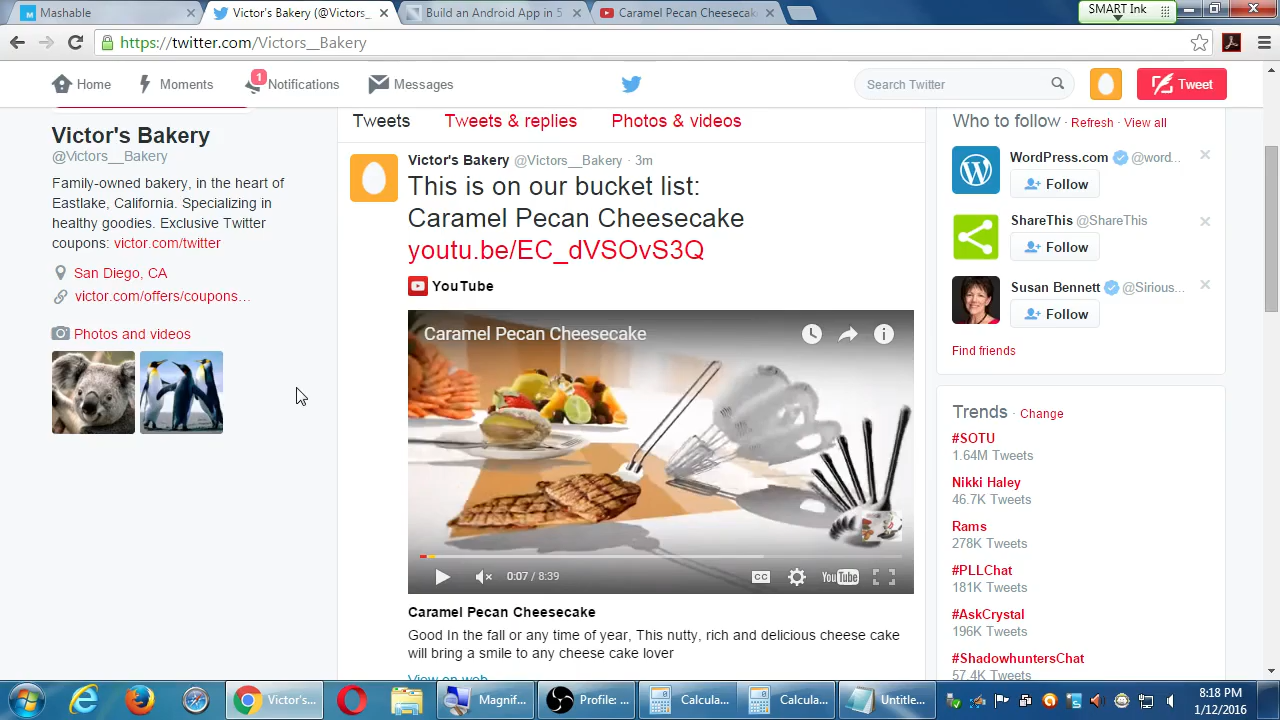 Mashable
Victor's Bakery (@Victors_
Build an Android App in 5
Caramel Pecan Cheesecak
SMART Ink
https://twitter.com/Victors__Bakery
Home
Moments
1
Notifications
Messages
Search Twitter
Tweet
Victor's Bakery
@Victors__Bakery
Family-owned bakery, in the heart of
Eastlake, California. Specializing in
healthy goodies. Exclusive Twitter
coupons: victor.com/twitter
San Diego, CA
victor.com/offers/coupons...
Photos and videos
Tweets
Tweets & replies
Photos & videos
Victor's Bakery @Victors__Bakery · 3m
This is on our bucket list:
Caramel Pecan Cheesecake
youtu.be/EC_dVSOvS3Q
YouTube
Caramel Pecan Cheesecake
0:07 / 8:39
CC
YouTube
Caramel Pecan Cheesecake
Good In the fall or any time of year, This nutty, rich and delicious cheese cake
will bring a smile to any cheese cake lover
View on web
Who to follow · Refresh · View all
WordPress.com @word...
Follow
ShareThis @ShareThis
Follow
Susan Bennett @Sirious...
Follow
Find friends
Trends · Change
#SOTU
1.64M Tweets
Nikki Haley
46.7K Tweets
Rams
278K Tweets
#PLLChat
181K Tweets
#AskCrystal
196K Tweets
#ShadowhuntersChat
57.4K Tweets
Victor's...
Magnif...
Profile: ...
Calcula...
Calcula...
Untitle...
8:18 PM
1/12/2016